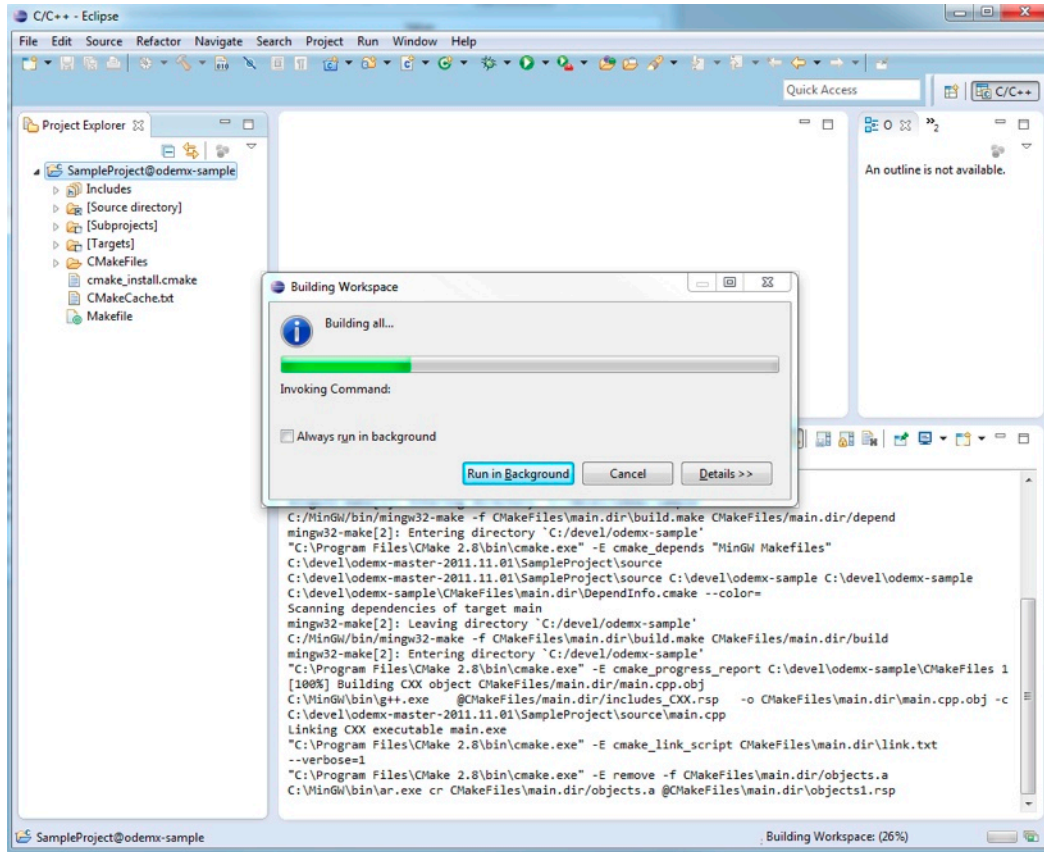 C/C++ - Eclipse
File Edit Source Refactor Navigate Search Project Run Window Help
Quick Access
C/C++
Project Explorer
O
"2
SampleProject@odemx-sample
An outline is not available.
Includes
[Source directory]
[Subprojects]
[Targets]
CMakeFiles
cmake_install.cmake
CMakeCache.txt
Makefile
Building Workspace
Building all...
Invoking Command:
Always run in background
Run in Background
Cancel
Details >>
C:/MinGW/bin/mingw32-make -f CMakeFiles\main.dir\build.make CMakeFiles/main.dir/depend
mingw32-make[2]: Entering directory `C:/devel/odemx-sample'
"C:\Program Files\CMake 2.8\bin\cmake.exe" -E cmake_depends "MinGW Makefiles"
C:\devel\odemx-master-2011.11.01\SampleProject\source
C:\devel\odemx-master-2011.11.01\SampleProject\source C:\devel\odemx-sample C:\devel\odemx-sample
C:\devel\odemx-sample\CMakeFiles\main.dir\DependInfo.cmake --color=
Scanning dependencies of target main
mingw32-make[2]: Leaving directory `C:/devel/odemx-sample'
C:/MinGW/bin/mingw32-make -f CMakeFiles\main.dir\build.make CMakeFiles/main.dir/build
mingw32-make[2]: Entering directory `C:/devel/odemx-sample'
"C:\Program Files\CMake 2.8\bin\cmake.exe" -E cmake_progress_report C:\devel\odemx-sample\CMakeFiles 1
[100%] Building CXX object CMakeFiles/main.dir/main.cpp.obj
C:\MinGW\bin\g++.exe @CMakeFiles/main.dir/includes_CXX.rsp -o CMakeFiles\main.dir\main.cpp.obj -c
C:\devel\odemx-master-2011.11.01\SampleProject\source\main.cpp
Linking CXX executable main.exe
"C:\Program Files\CMake 2.8\bin\cmake.exe" -E cmake_link_script CMakeFiles\main.dir\link.txt
--verbose=1
"C:\Program Files\CMake 2.8\bin\cmake.exe" -E remove -f CMakeFiles\main.dir/objects.a
C:\MinGW\bin\ar.exe cr CMakeFiles\main.dir/objects.a @CMakeFiles\main.dir\objects1.rsp
SampleProject@odemx-sample
Building Workspace: (26%)